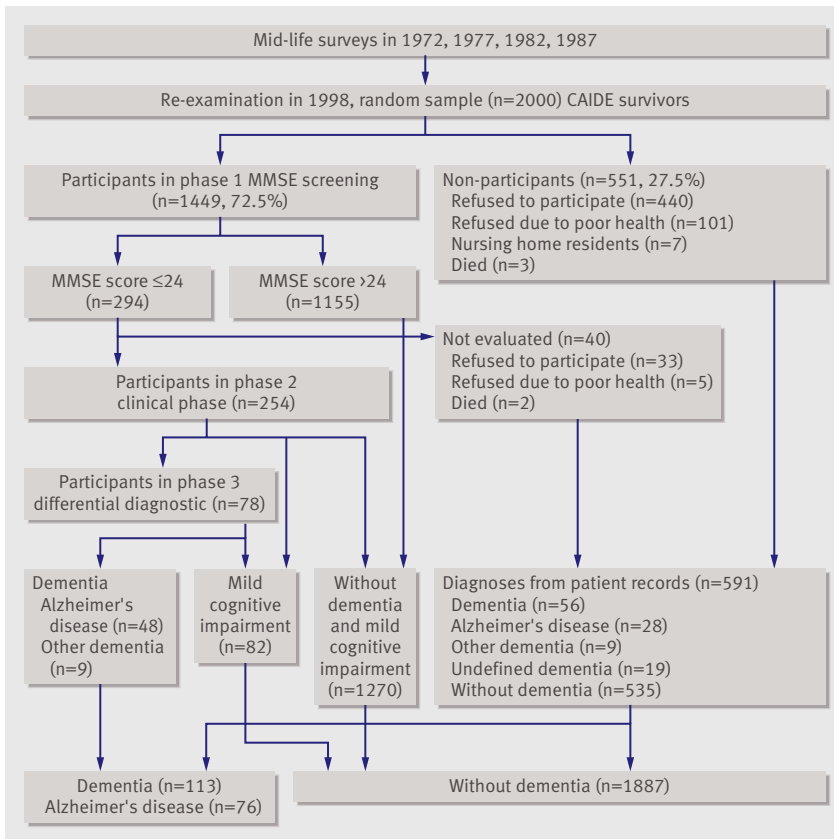 Mid-life surveys in 1972, 1977, 1982, 1987
Re-examination in 1998, random sample (n=2000) CAIDE survivors
Participants in phase 1 MMSE screening
(n=1449, 72.5%)
Non-participants (n=551, 27.5%)
Refused to participate (n=440)
Refused due to poor health (n=101)
Nursing home residents (n=7)
Died (n=3)
MMSE score ≤24
(n=294)
MMSE score >24
(n=1155)
Not evaluated (n=40)
Refused to participate (n=33)
Refused due to poor health (n=5)
Died (n=2)
Participants in phase 2
clinical phase (n=254)
Participants in phase 3
differential diagnostic (n=78)
Dementia
Alzheimer's
disease (n=48)
Other dementia
(n=9)
Mild
cognitive
impairment
(n=82)
Without
dementia
and mild
cognitive
impairment
(n=1270)
Diagnoses from patient records (n=591)
Dementia (n=56)
Alzheimer's disease (n=28)
Other dementia (n=9)
Undefined dementia (n=19)
Without dementia (n=535)
Dementia (n=113)
Alzheimer's disease (n=76)
Without dementia (n=1887)